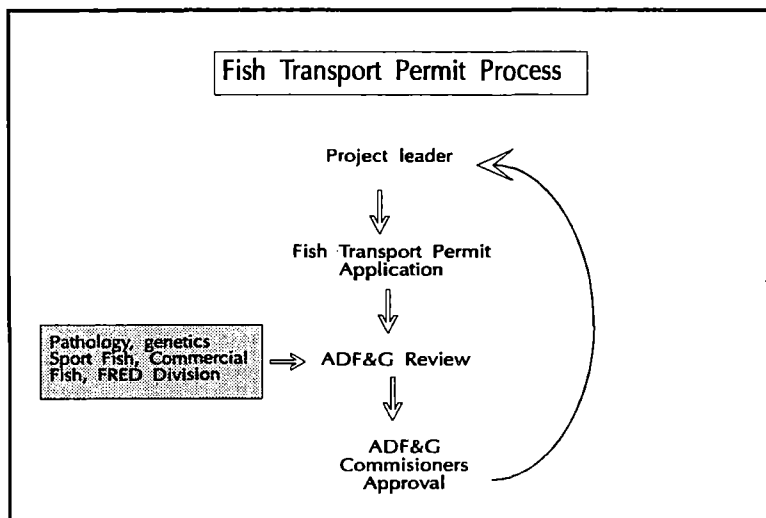 Fish Transport Permit Process
Project leader
Fish Transport Permit
Application
Pathology, genetics
Sport Fish, Commercial
Fish, FRED Division
ADF&G Review
ADF&G
Commisioners
Approval